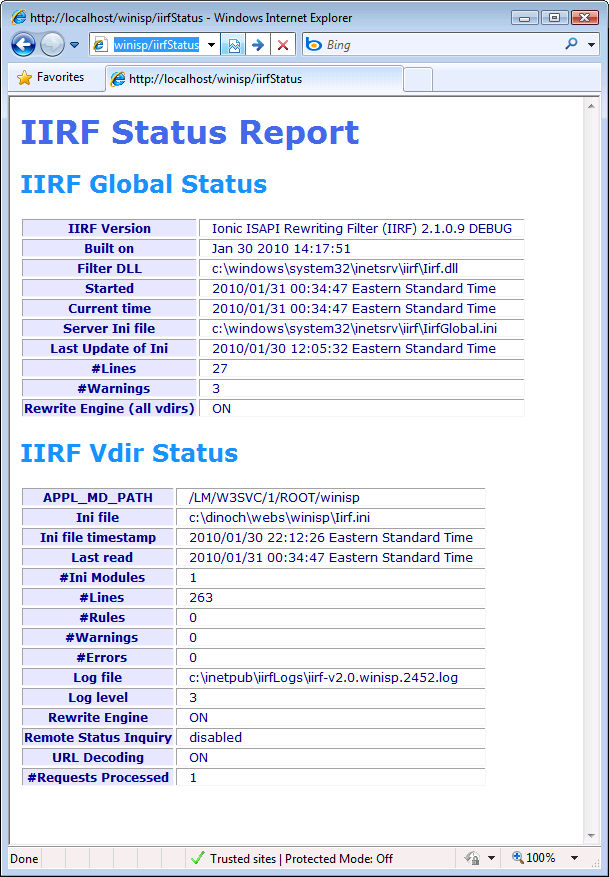 http://localhost/winisp/iirfStatus - Windows Internet Explorer
winisp/iirfStatus
Bing
Favorites
http://localhost/winisp/iirfStatus
IIRF Status Report
IIRF Global Status
IIRF Version Ionic ISAPI Rewriting Filter (IIRF) 2.1.0.9 DEBUG
Built on Jan 30 2010 14:17:51
Filter DLL c:\windows\system32\inetsrv\iirf\Iirf.dll
Started 2010/01/31 00:34:47 Eastern Standard Time
Current time 2010/01/31 00:34:47 Eastern Standard Time
Server Ini file c:\windows\system32\inetsrv\iirf\IirfGlobal.ini
Last Update of Ini 2010/01/30 12:05:32 Eastern Standard Time
#Lines 27
#Warnings 3
Rewrite Engine (all vdirs) ON
IIRF Vdir Status
APPL_MD_PATH /LM/W3SVC/1/ROOT/winisp
Ini file c:\dinoch\webs\winisp\Iirf.ini
Ini file timestamp 2010/01/30 22:12:26 Eastern Standard Time
Last read 2010/01/31 00:34:47 Eastern Standard Time
#Ini Modules 1
#Lines 263
#Rules 0
#Warnings 0
#Errors 0
Log file c:\inetpub\iirfLogs\iirf-v2.0.winisp.2452.log
Log level 3
Rewrite Engine ON
Remote Status Inquiry disabled
URL Decoding ON
#Requests Processed 1
Done
Trusted sites | Protected Mode: Off
100%